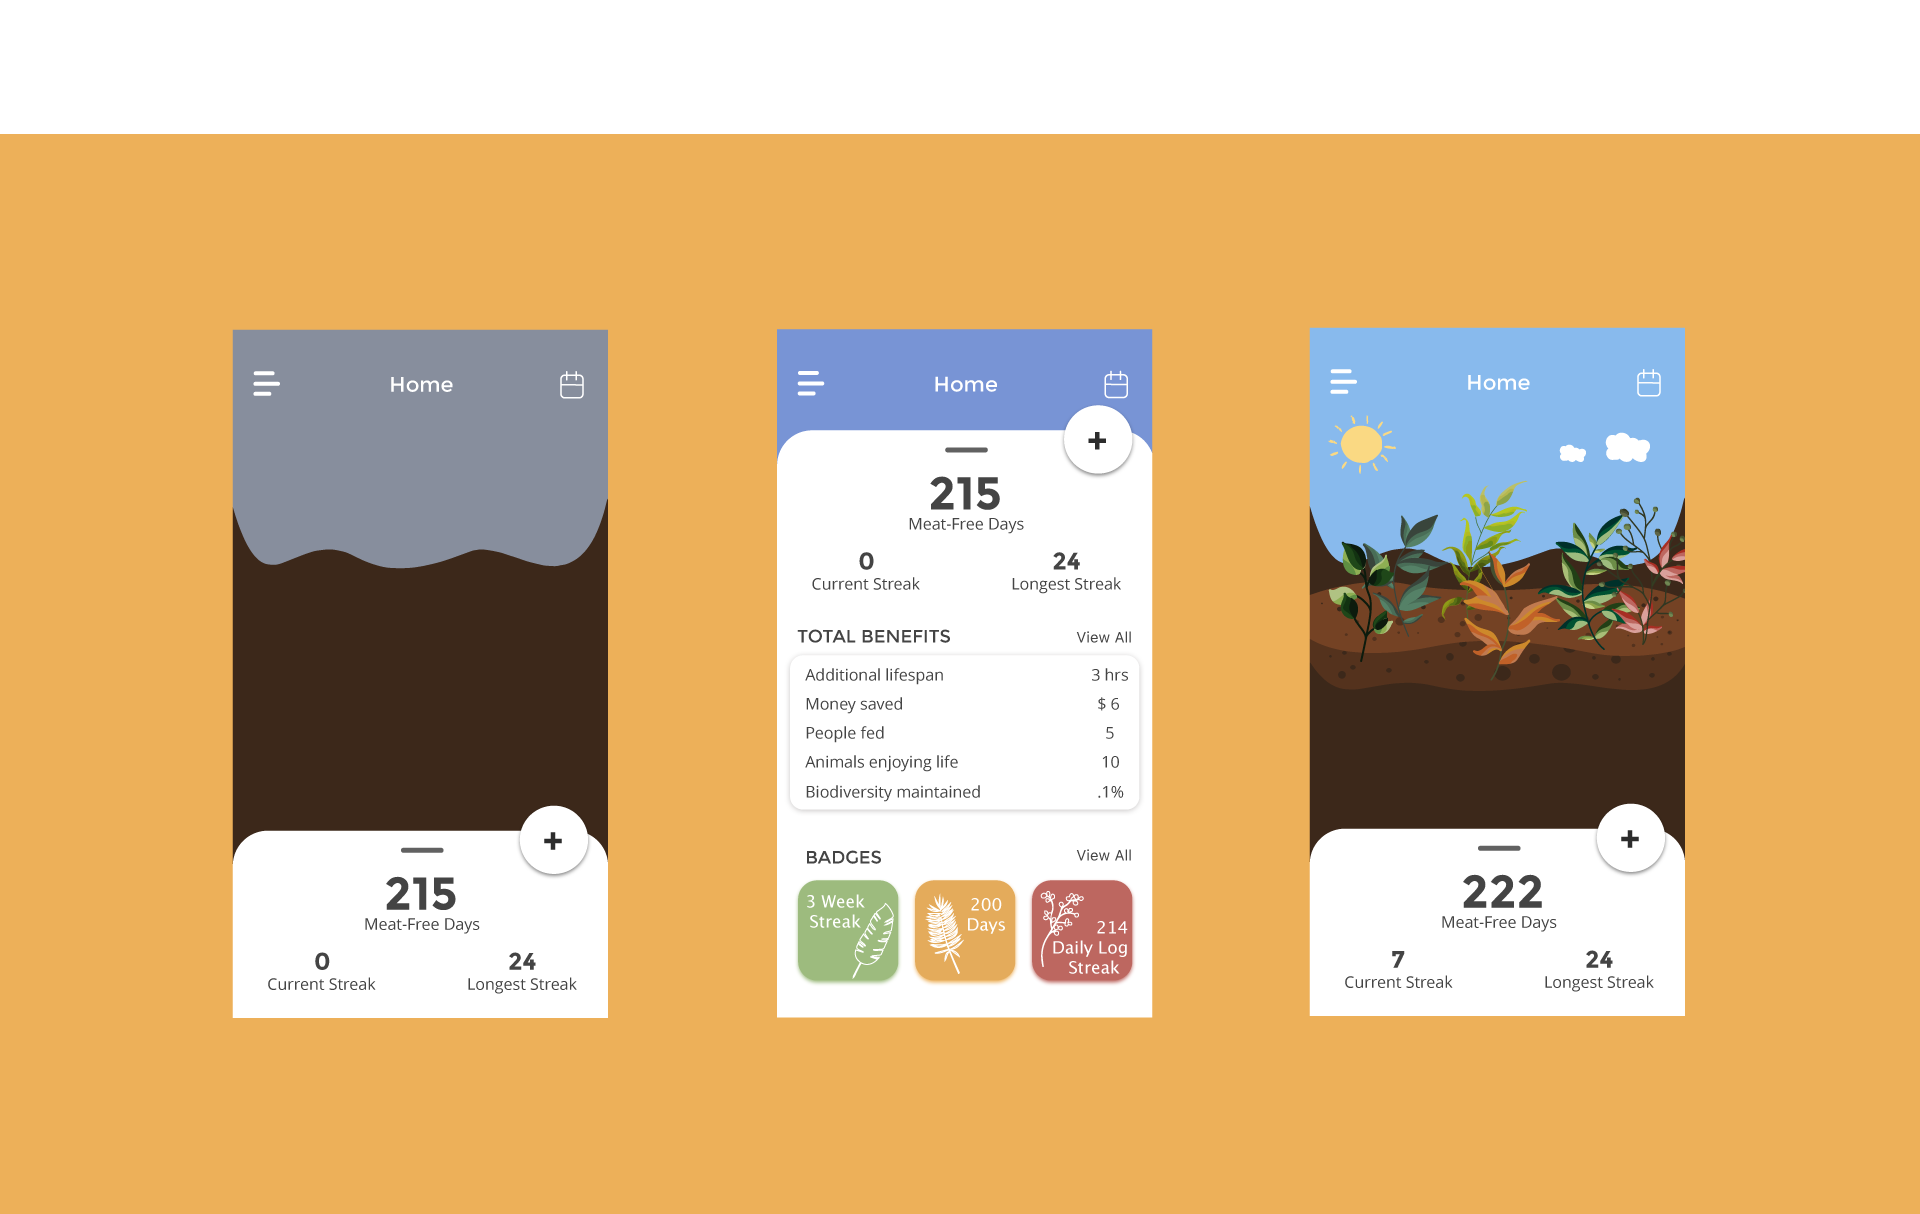 Home
+
215
Meat-Free Days
0
Current Streak
24
Longest Streak
Home
+
215
Meat-Free Days
0
Current Streak
24
Longest Streak
TOTAL BENEFITS
View All
Additional lifespan 3 hrs
Money saved $ 6
People fed 5
Animals enjoying life 10
Biodiversity maintained .1%
BADGES
View All
3 Week
Streak
200
Days
214
Daily Log
Streak
Home
+
222
Meat-Free Days
7
Current Streak
24
Longest Streak